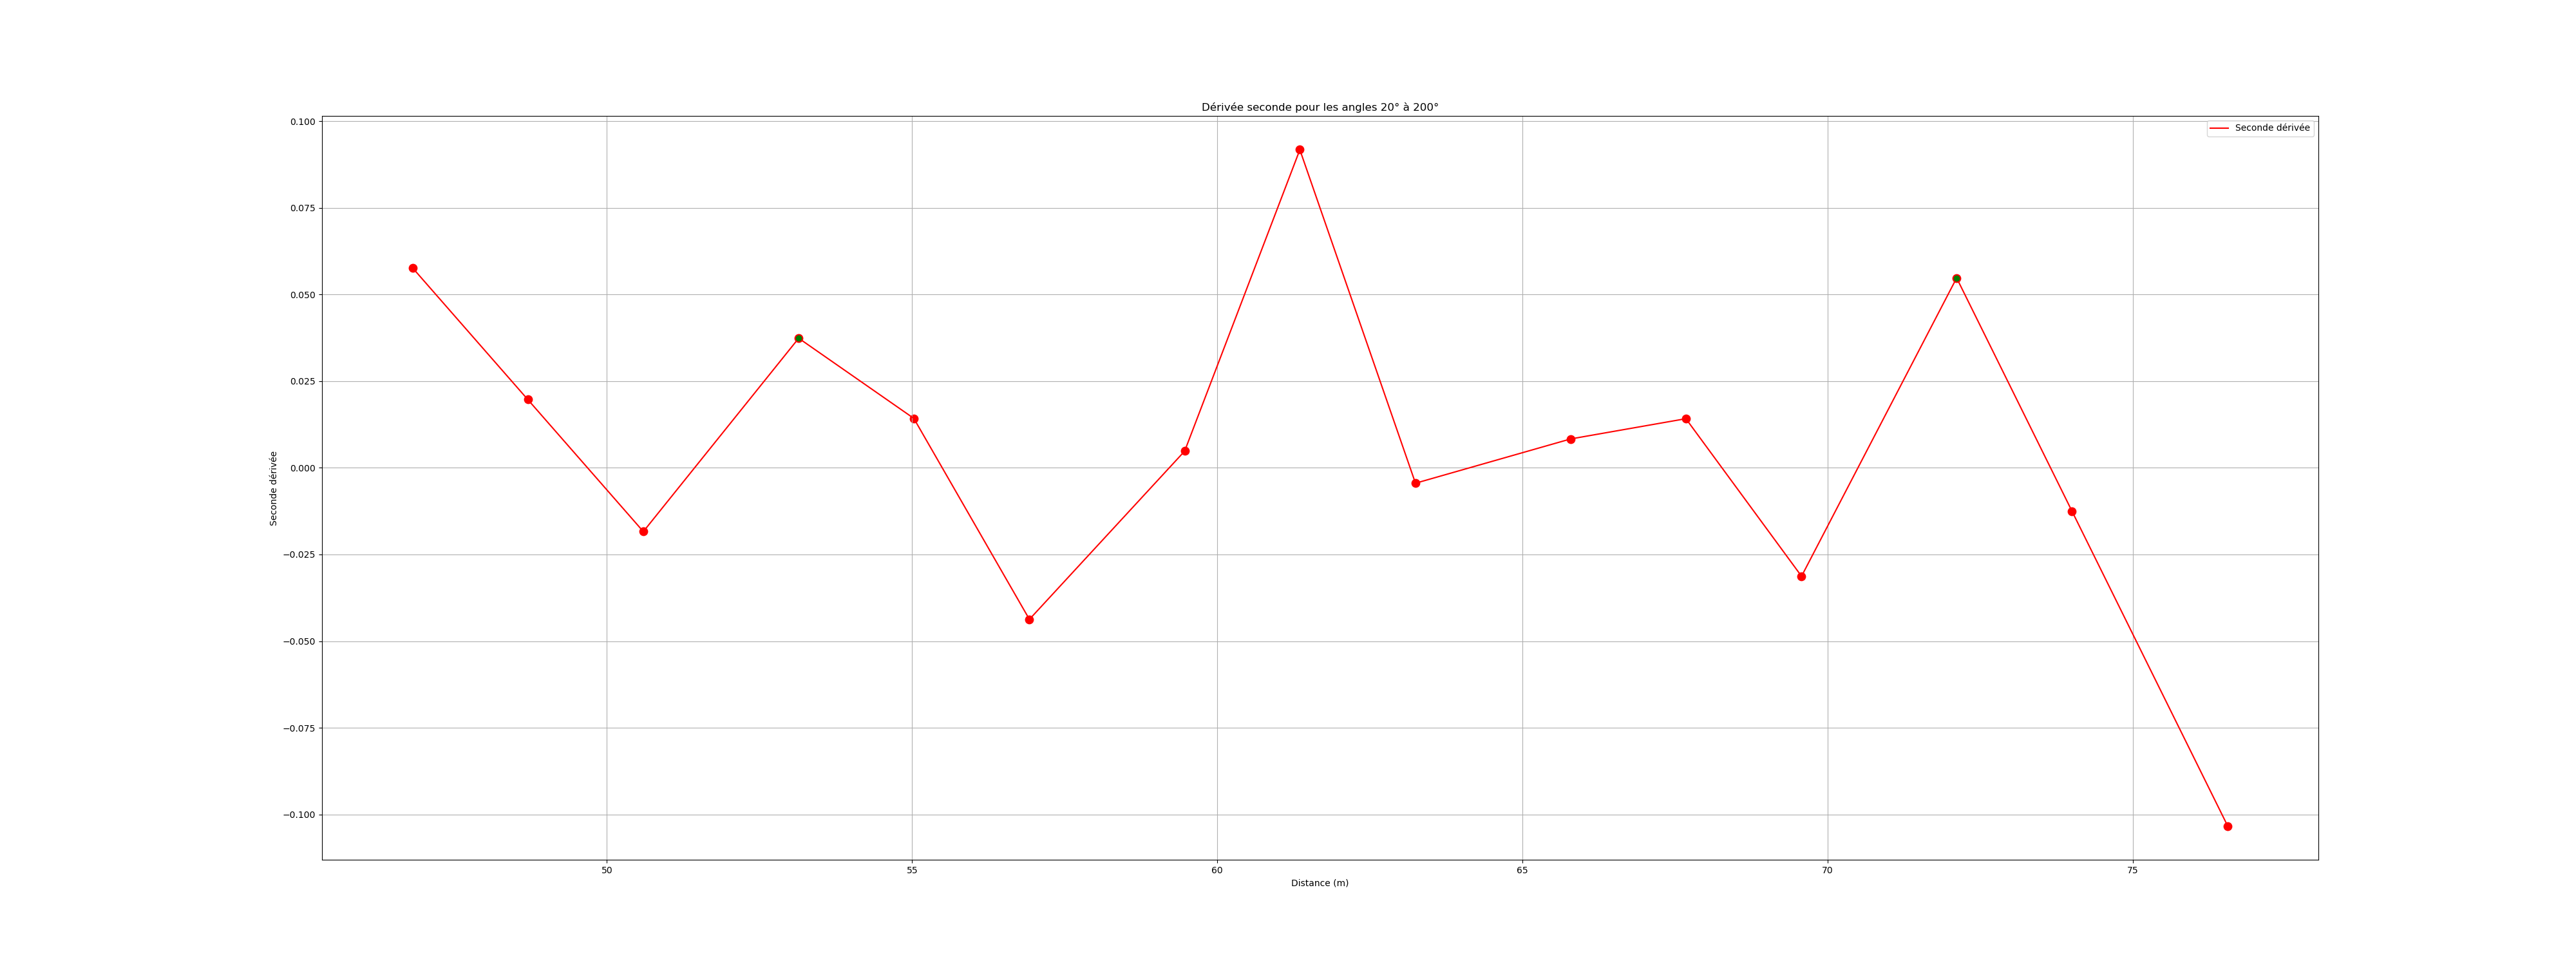 Dérivée seconde pour les angles 20° à 200°
Seconde dérivée
0.100
0.075
0.050
0.025
0.000
−0.025
−0.050
−0.075
−0.100
Seconde dérivée
50 55 60 65 70 75
Distance (m)